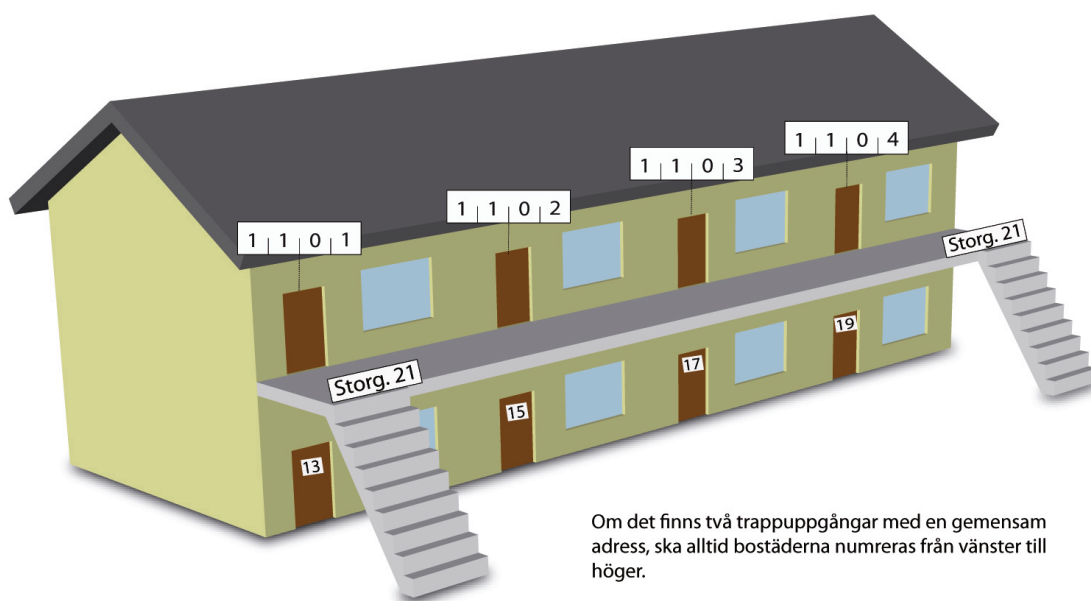 1 1 0 4
1 1 0 3
1 1 0 2
1 1 0 1
Storg. 21
Storg. 21
19
17
15
13
Om det finns två trappuppgångar med en gemensam
adress, ska alltid bostäderna numreras från vänster till
höger.